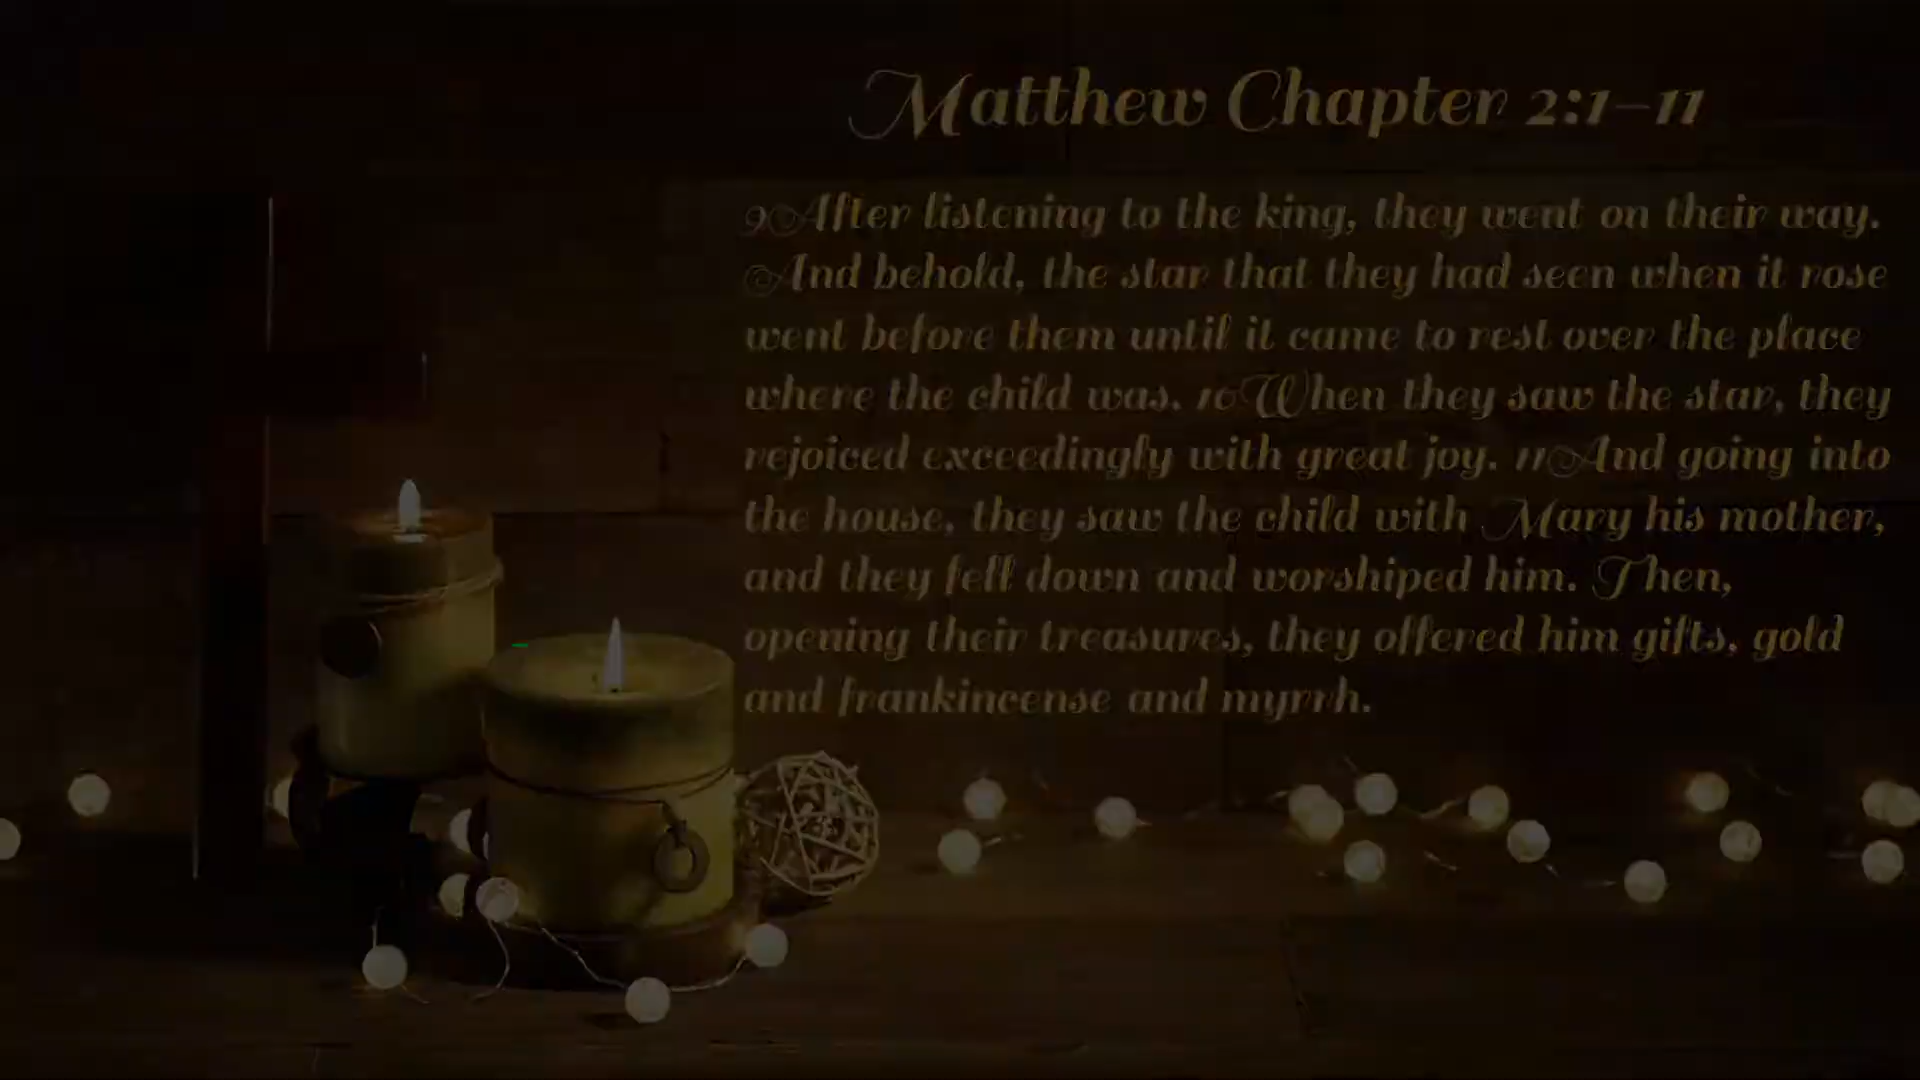 Matthew Chapter 2:1–11
9After listening to the king, they went on their way.
And behold, the star that they had seen when it rose
went before them until it came to rest over the place
where the child was. 10When they saw the star, they
rejoiced exceedingly with great joy. 11And going into
the house, they saw the child with Mary his mother,
and they fell down and worshiped him. Then,
opening their treasures, they offered him gifts, gold
and frankincense and myrrh.